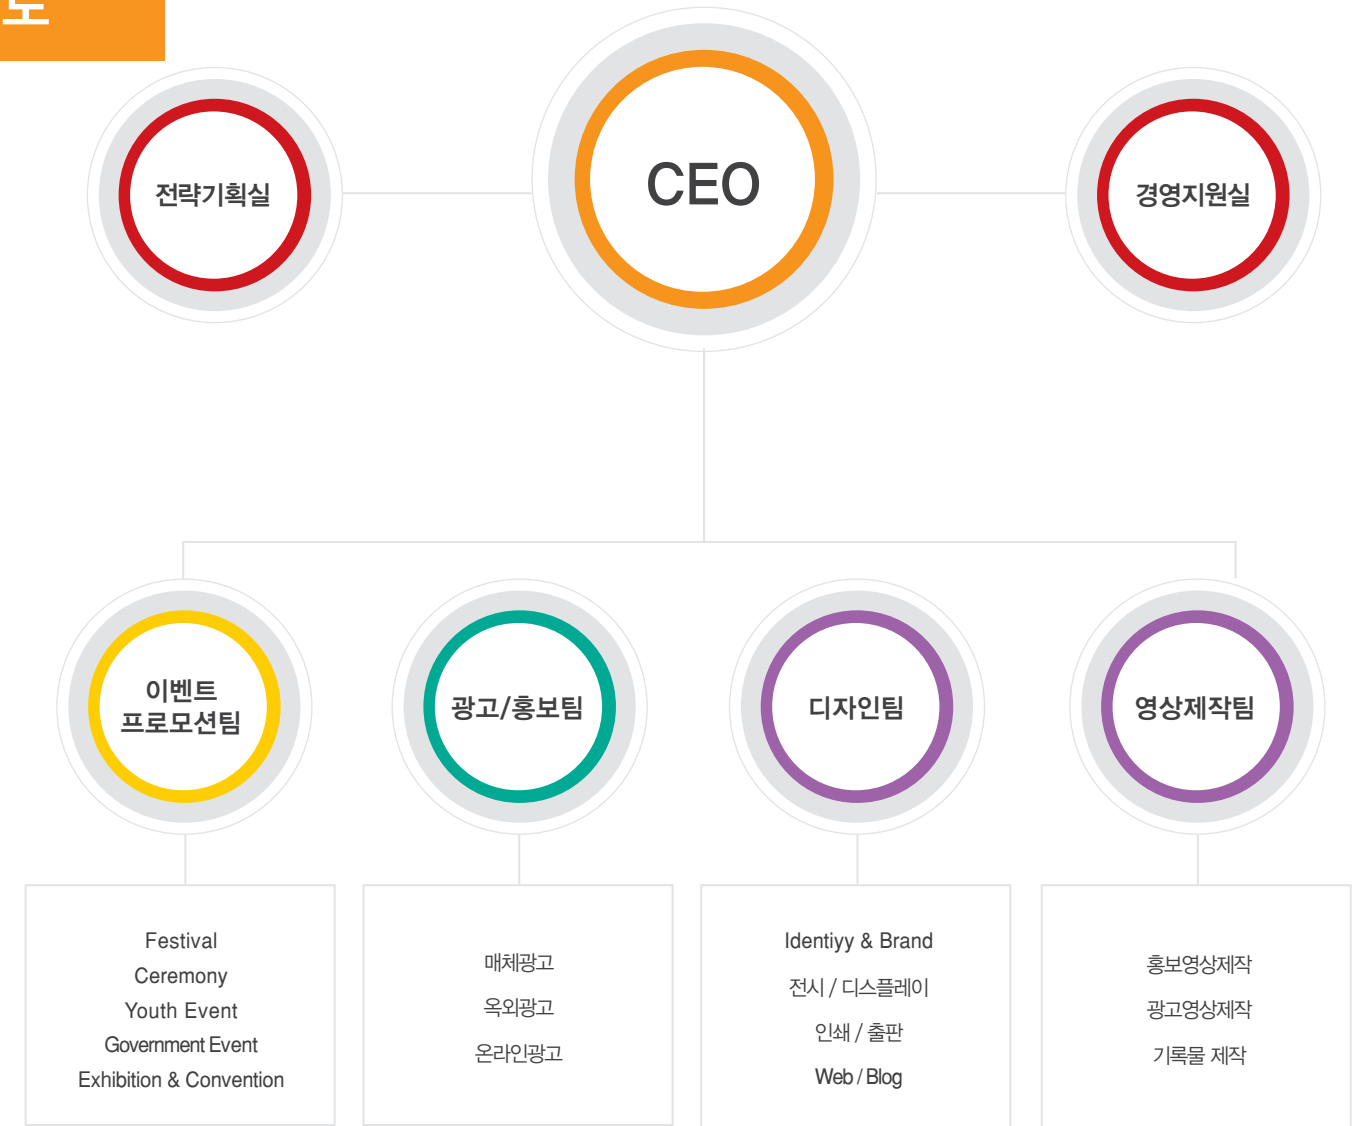 도
전략기획실
CEO
경영지원실
이벤트
프로모션팀
광고/홍보팀
디자인팀
영상제작팀
Festival
Ceremony
Youth Event
Government Event
Exhibition & Convention
매체광고
옥외광고
온라인광고
Identiyy & Brand
전시 / 디스플레이
인쇄 / 출판
Web / Blog
홍보영상제작
광고영상제작
기록물 제작